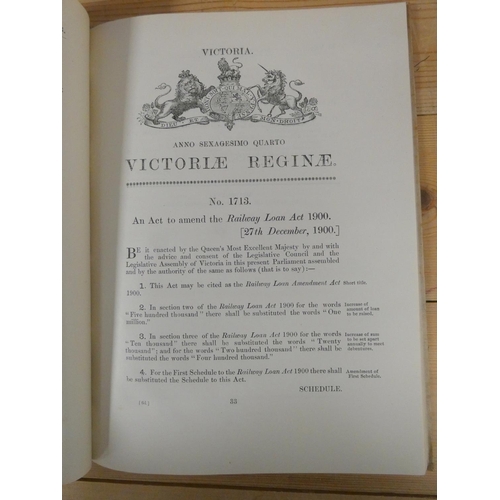 VICTORIA.
DIEU ET MON DROIT
ANNO SEXAGESIMO QUARTO
VICTORIÆ REGINÆ.
No. 1713.
An Act to amend the Railway Loan Act 1900.
[27th December, 1900.]
BE it enacted by the Queen's Most Excellent Majesty by and with
the advice and consent of the Legislative Council and the
Legislative Assembly of Victoria in this present Parliament assembled
and by the authority of the same as follows (that is to say):—
1. This Act may be cited as the Railway Loan Amendment Act Short title.
1900.
2. In section two of the Railway Loan Act 1900 for the words Increase of
"Five hundred thousand" there shall be substituted the words "One amount of loan
million." to be raised.
3. In section three of the Railway Loan Act 1900 for the words Increase of sum
"Ten thousand" there shall be substituted the words "Twenty to be set apart
thousand"; and for the words "Two hundred thousand" there shall be annually to meet
substituted the words "Four hundred thousand." debentures.
4. For the First Schedule to the Railway Loan Act 1900 there shall Amendment of
be substituted the Schedule to this Act. First Schedule.
SCHEDULE.
33